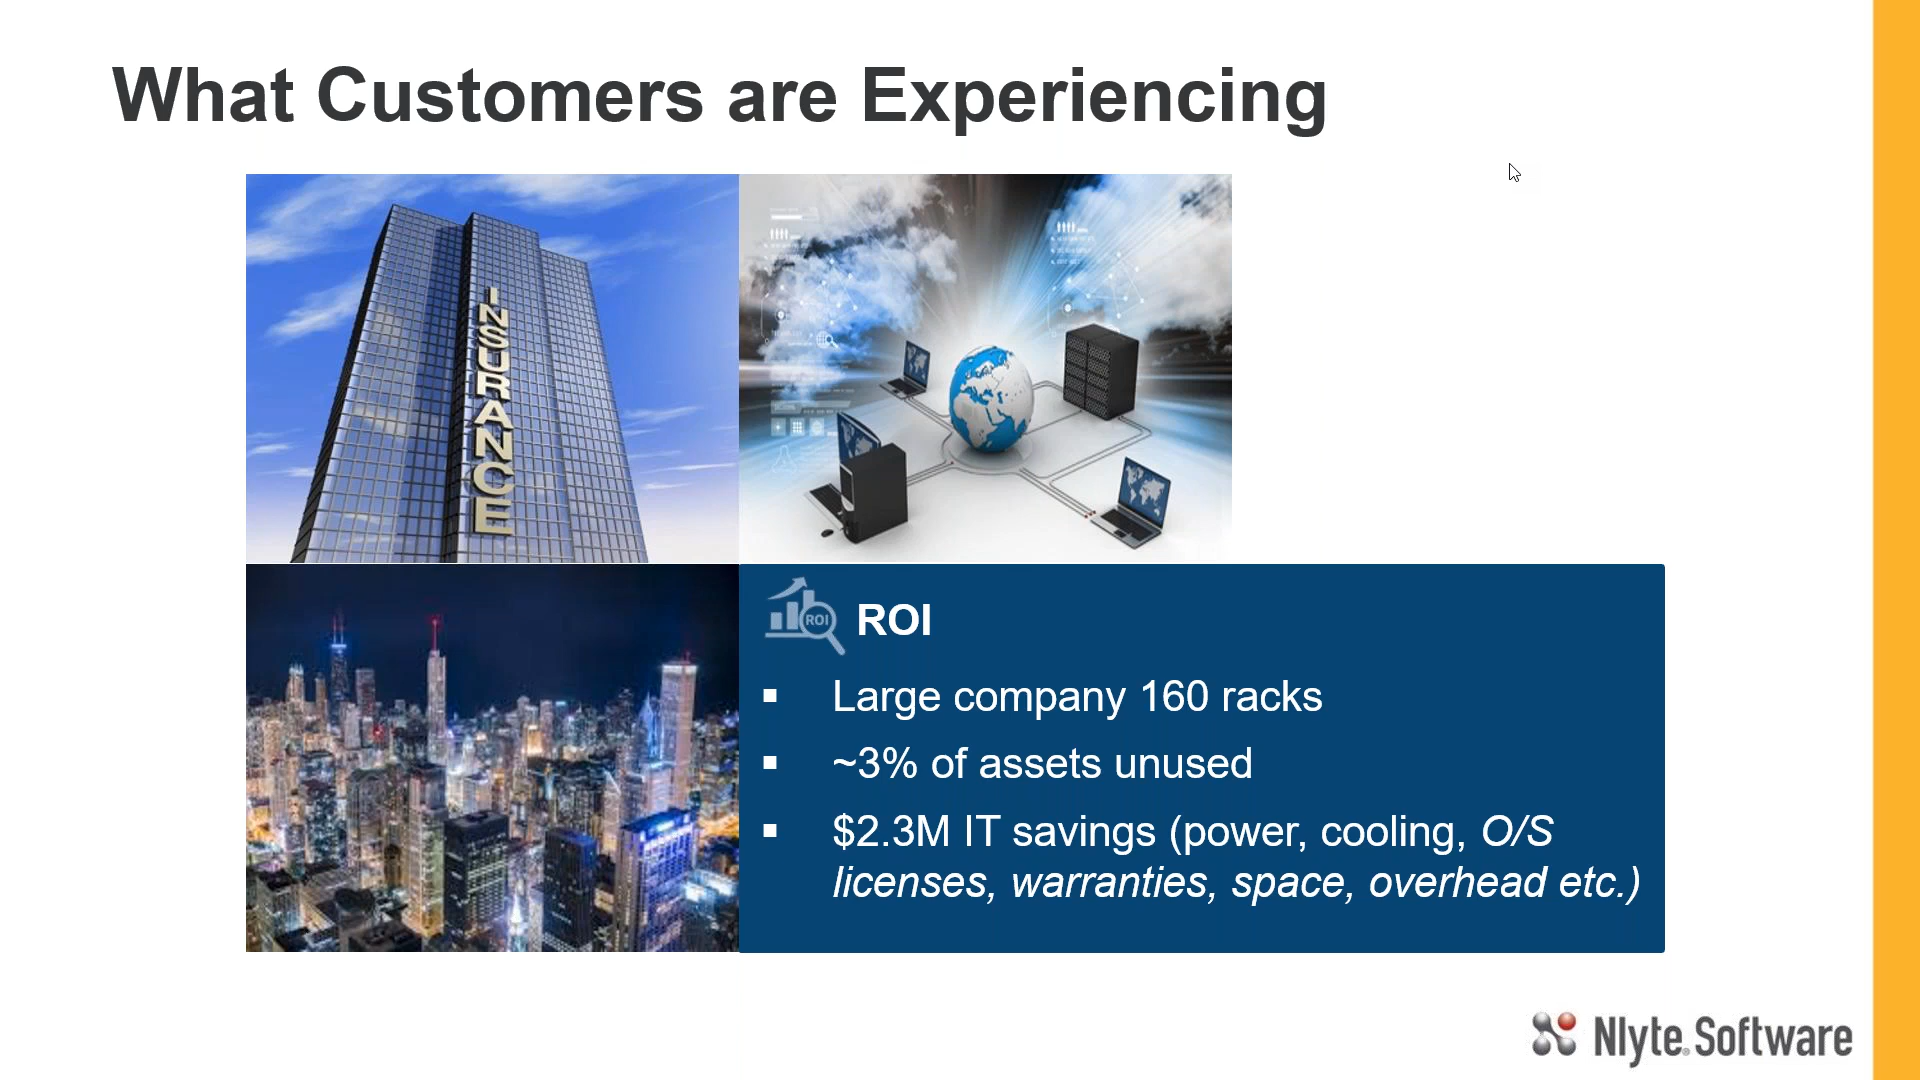 What Customers are Experiencing
INSURANCE
ROI
ROI
▪ Large company 160 racks
▪ ~3% of assets unused
▪ $2.3M IT savings (power, cooling, O/S
licenses, warranties, space, overhead etc.)
Nlyte® Software